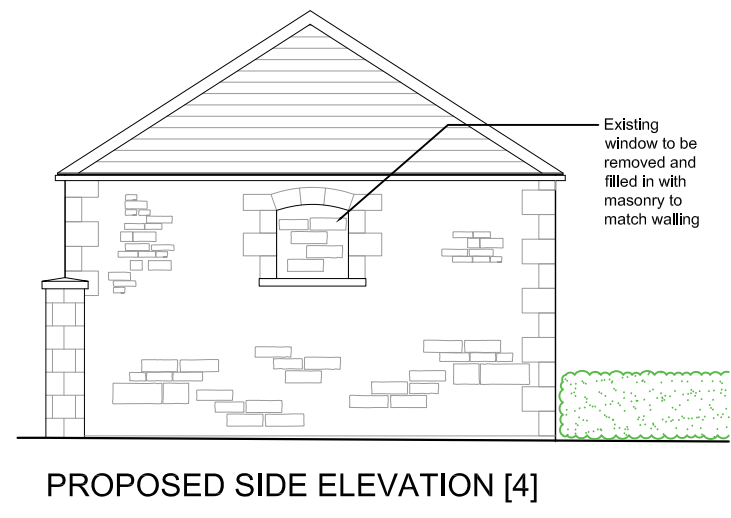 Existing
window to be
removed and
filled in with
masonry to
match walling
PROPOSED SIDE ELEVATION [4]